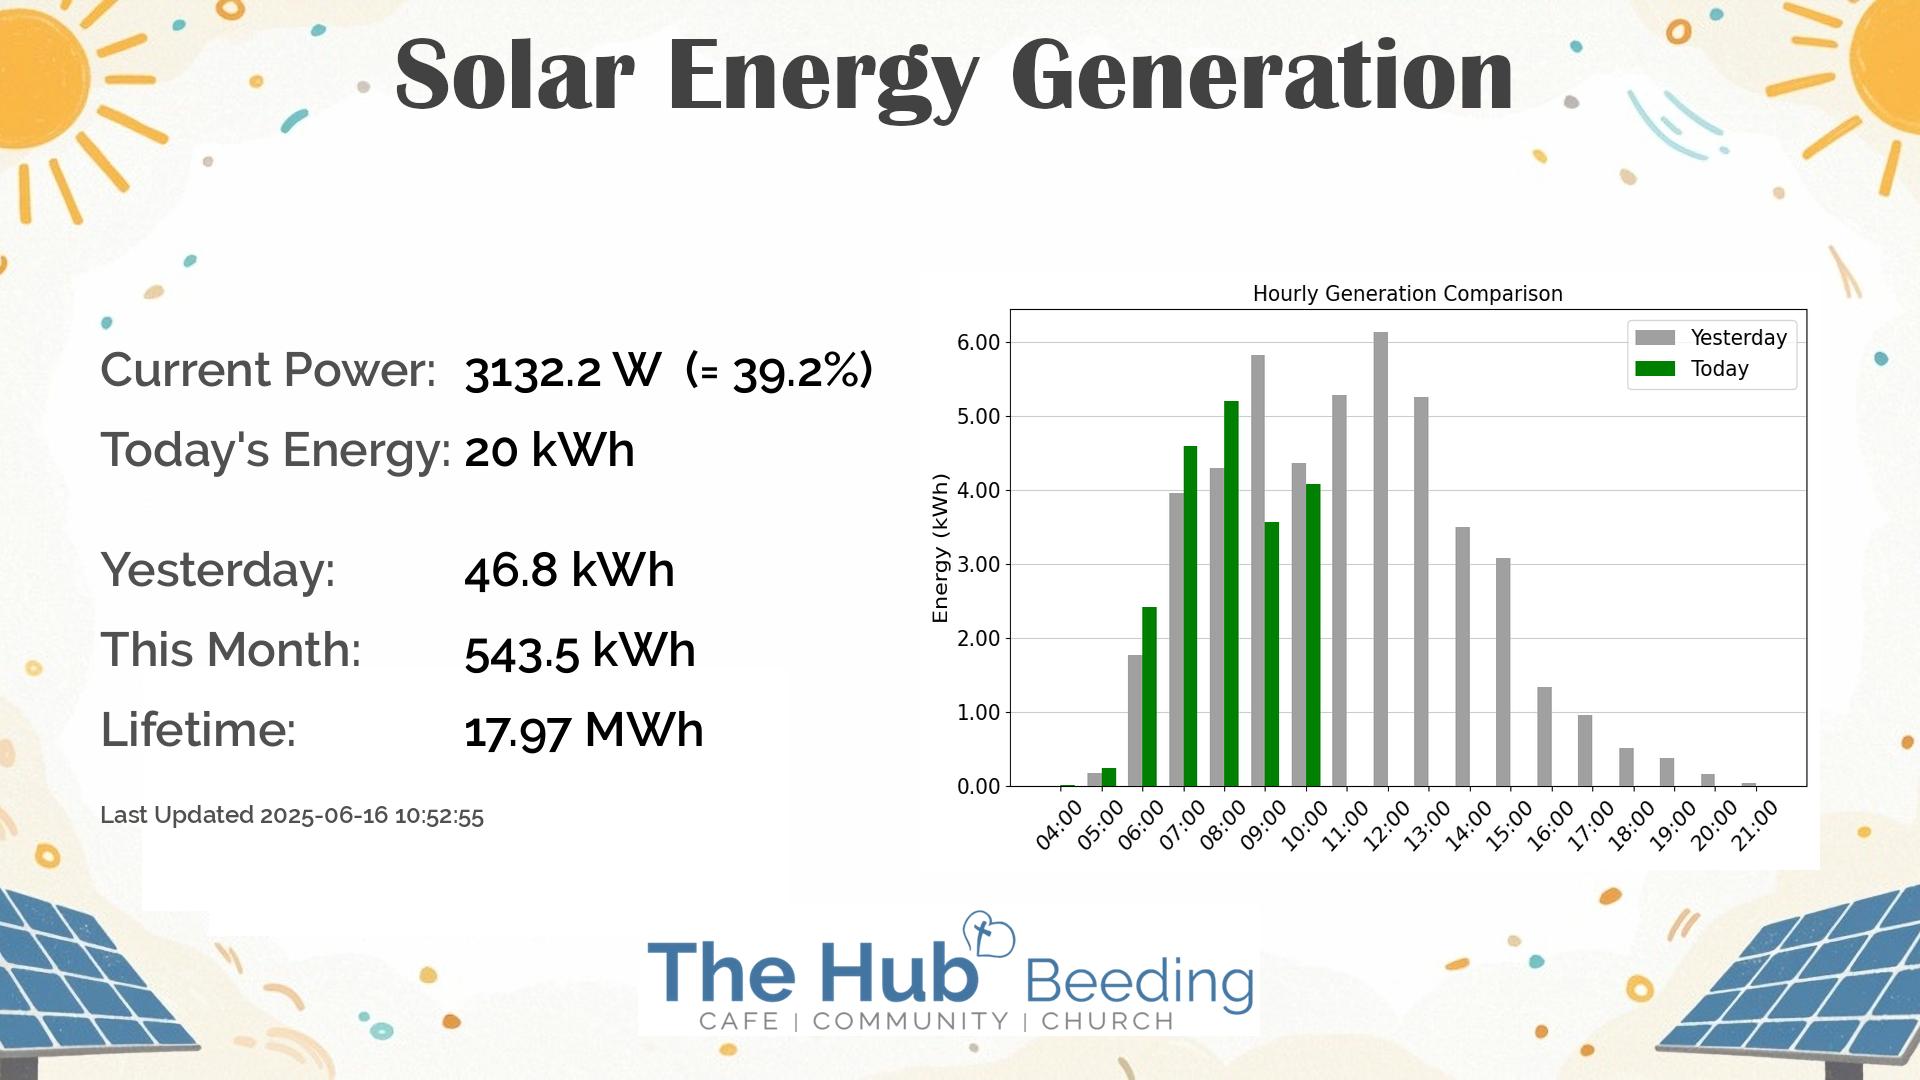 Solar Energy Generation
Current Power: 3132.2 W (= 39.2%)
Today's Energy: 20 kWh
Yesterday: 46.8 kWh
This Month: 543.5 kWh
Lifetime: 17.97 MWh
Last Updated 2025-06-16 10:52:55
Hourly Generation Comparison
Yesterday
Today
Energy (kWh)
6.00
5.00
4.00
3.00
2.00
1.00
0.00
04:00 05:00 06:00 07:00 08:00 09:00 10:00 11:00 12:00 13:00 14:00 15:00 16:00 17:00 18:00 19:00 20:00 21:00
The Hub Beeding
CAFE | COMMUNITY | CHURCH